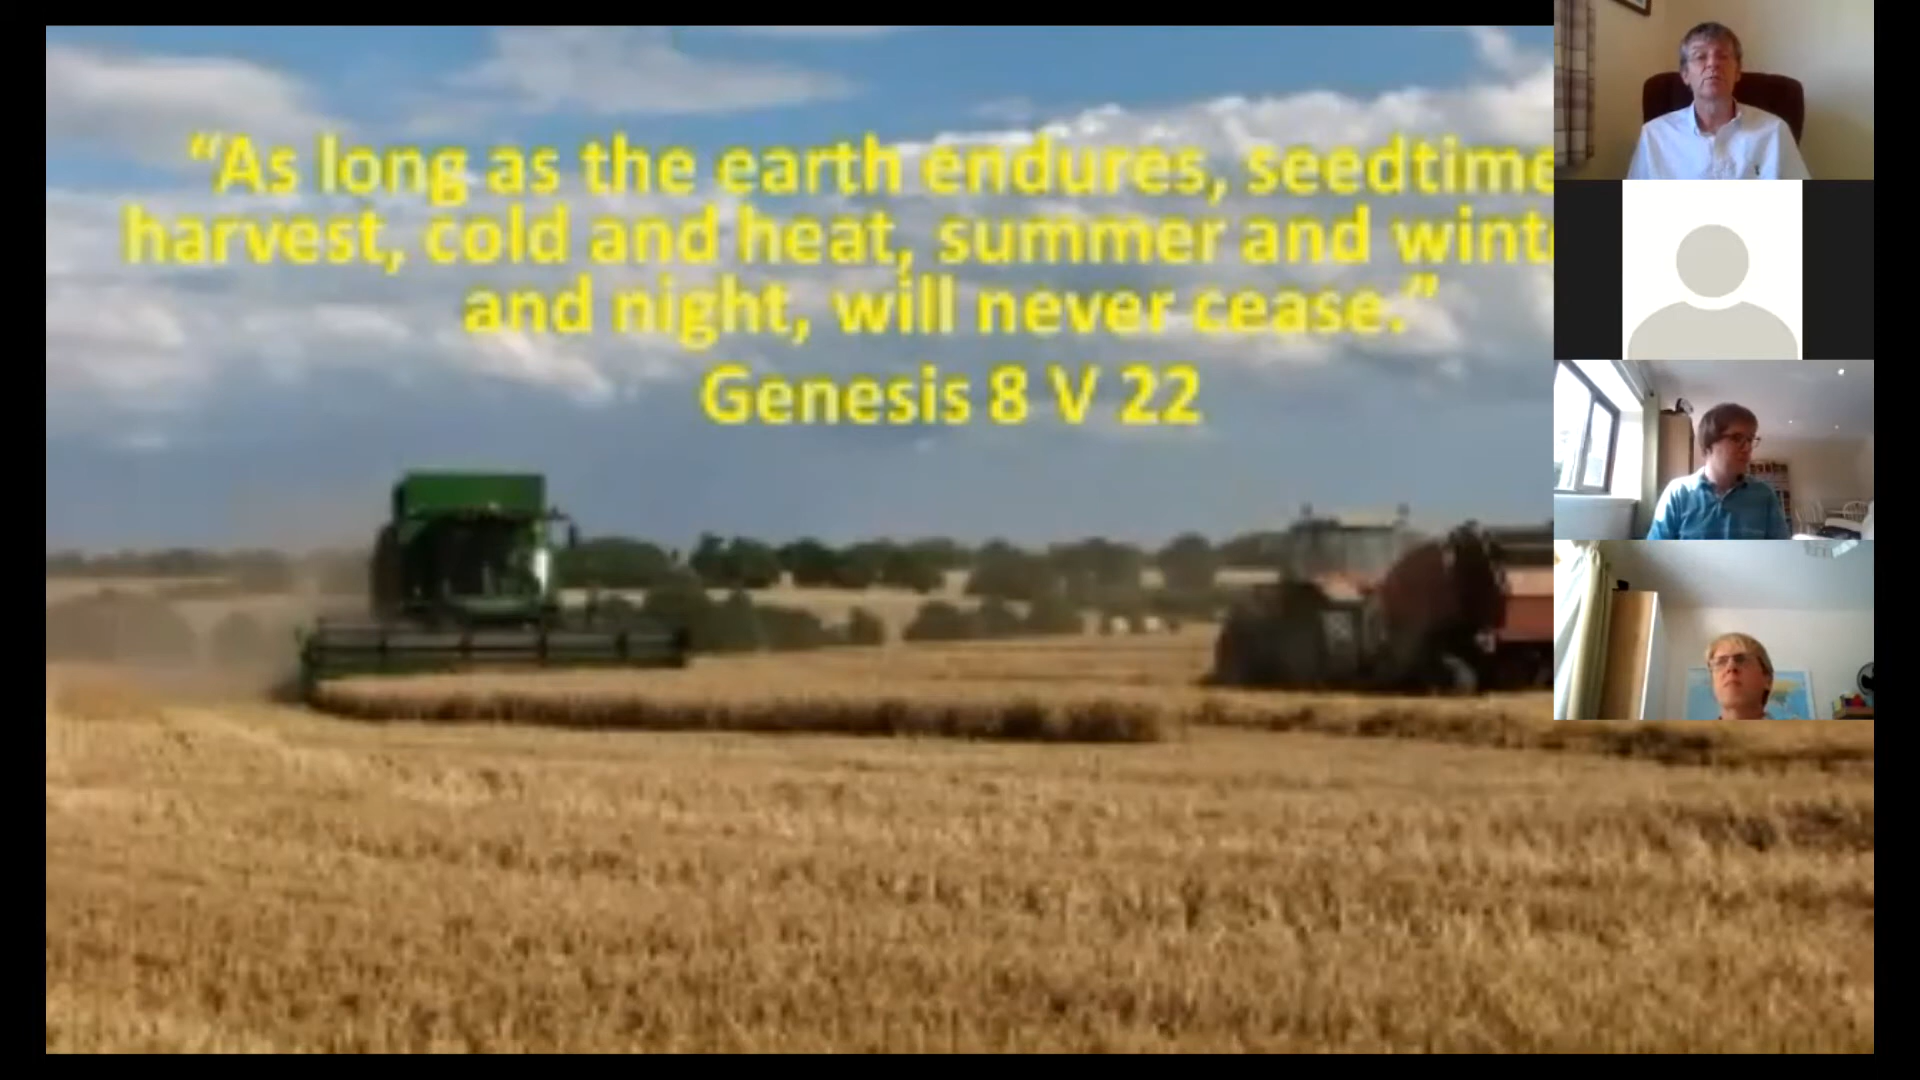 “As long as the earth endures, seedtime
harvest, cold and heat, summer and
and night, will never cease.”
Genesis 8 V 22